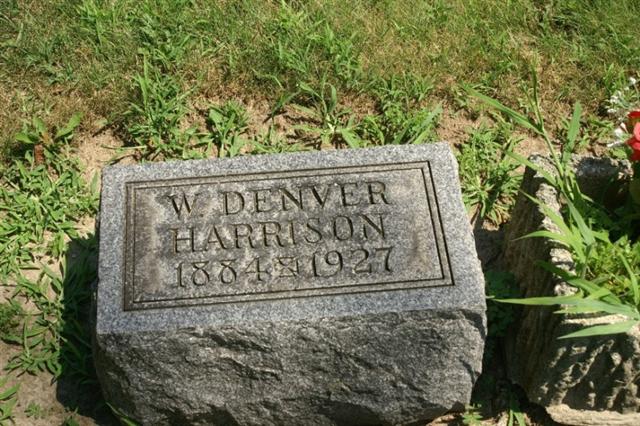 W. DENVER
HARRISON
1884 - 1927